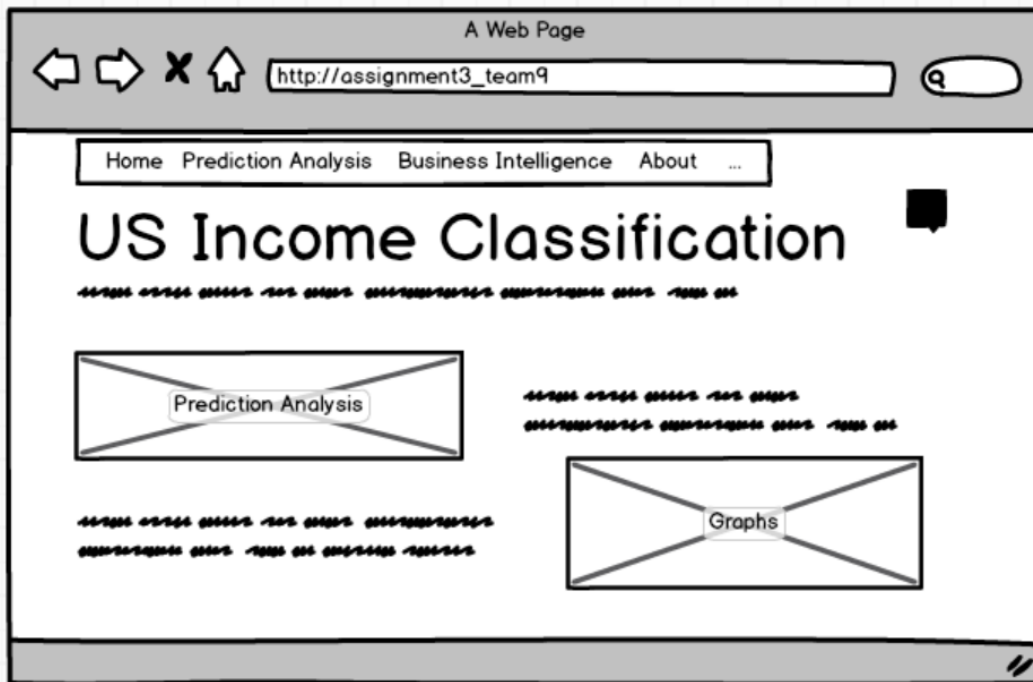 A Web Page
http://assignment3_team9
Home Prediction Analysis Business Intelligence About ...
US Income Classification
Prediction Analysis
Graphs